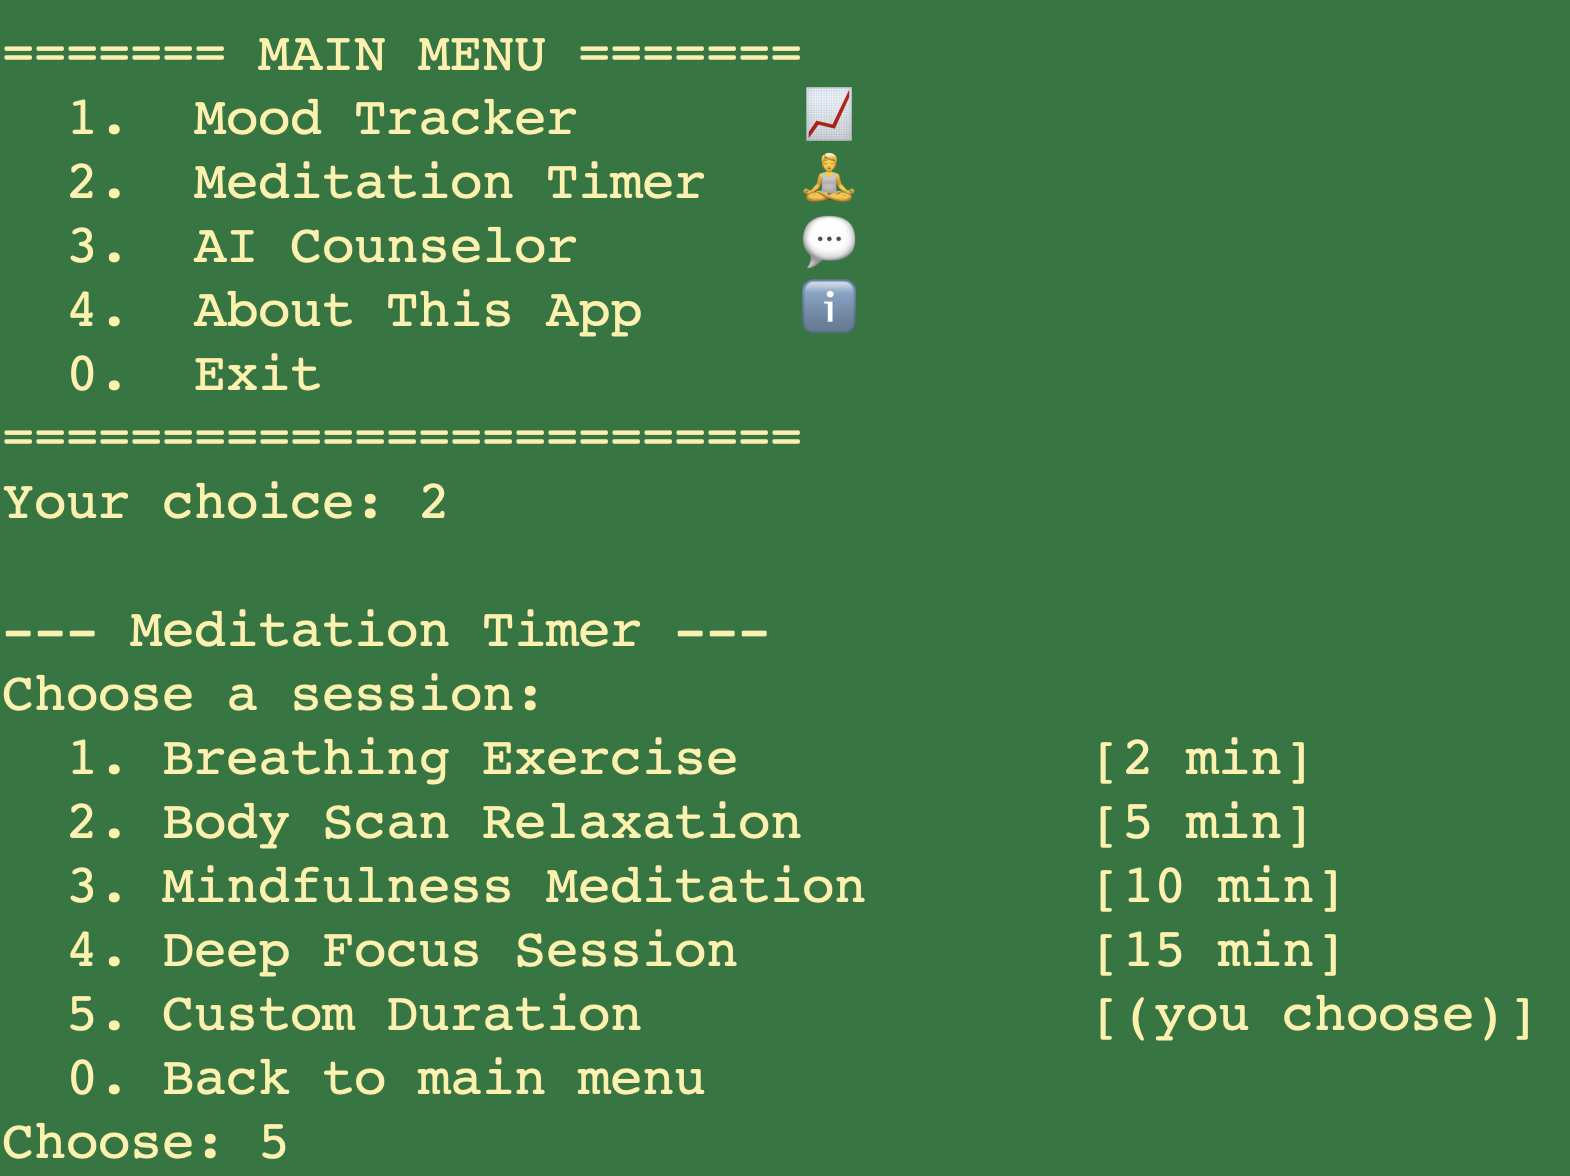 ======= MAIN MENU =======
1. Mood Tracker 📈
2. Meditation Timer 🧘
3. AI Counselor 💬
4. About This App ℹ️
0. Exit
=========================
Your choice: 2
--- Meditation Timer ---
Choose a session:
1. Breathing Exercise [2 min]
2. Body Scan Relaxation [5 min]
3. Mindfulness Meditation [10 min]
4. Deep Focus Session [15 min]
5. Custom Duration [(you choose)]
0. Back to main menu
Choose: 5